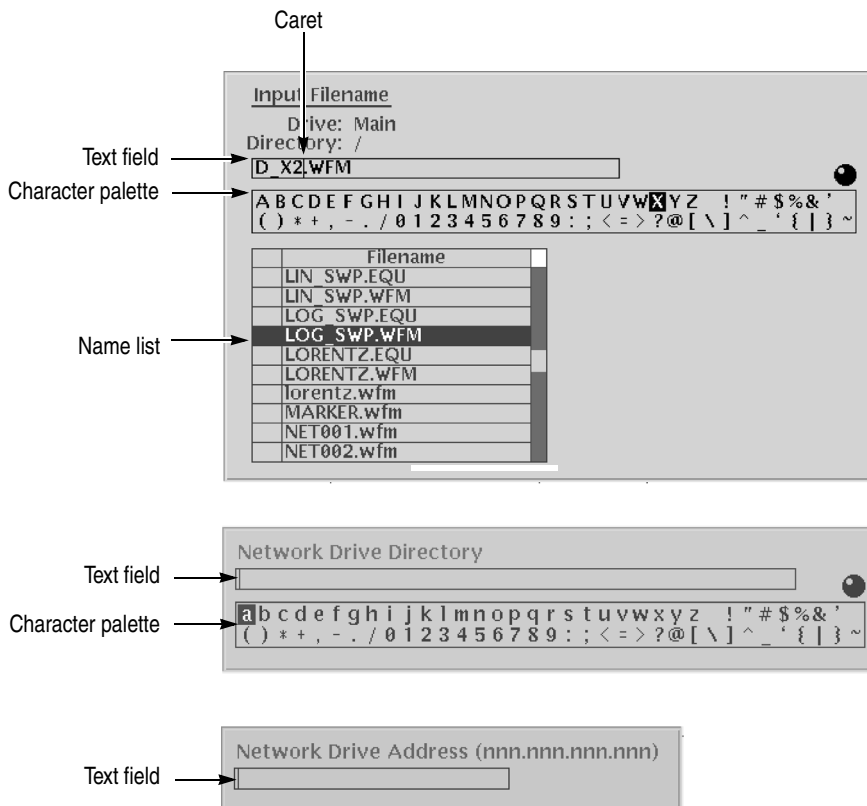 Caret
Input Filename
Drive: Main
Directory: /
Text field
D_X2.WFM
Character palette
A B C D E F G H I J K L M N O P Q R S T U V W X Y Z ! " # $ % & '
( ) * + , - . / 0 1 2 3 4 5 6 7 8 9 : ; < = > ? @ [ \ ] ^ _ ‘ { | } ~
Filename
LIN_SWP.EQU
LIN_SWP.WFM
LOG_SWP.EQU
Name list
LOG_SWP.WFM
LORENTZ.EQU
LORENTZ.WFM
lorentz.wfm
MARKER.wfm
NET001.wfm
NET002.wfm
Network Drive Directory
Text field
Character palette
a b c d e f g h i j k l m n o p q r s t u v w x y z ! " # $ % & '
( ) * + , - . / 0 1 2 3 4 5 6 7 8 9 : ; < = > ? @ [ \ ] ^ _ ‘ { | } ~
Network Drive Address (nnn.nnn.nnn.nnn)
Text field